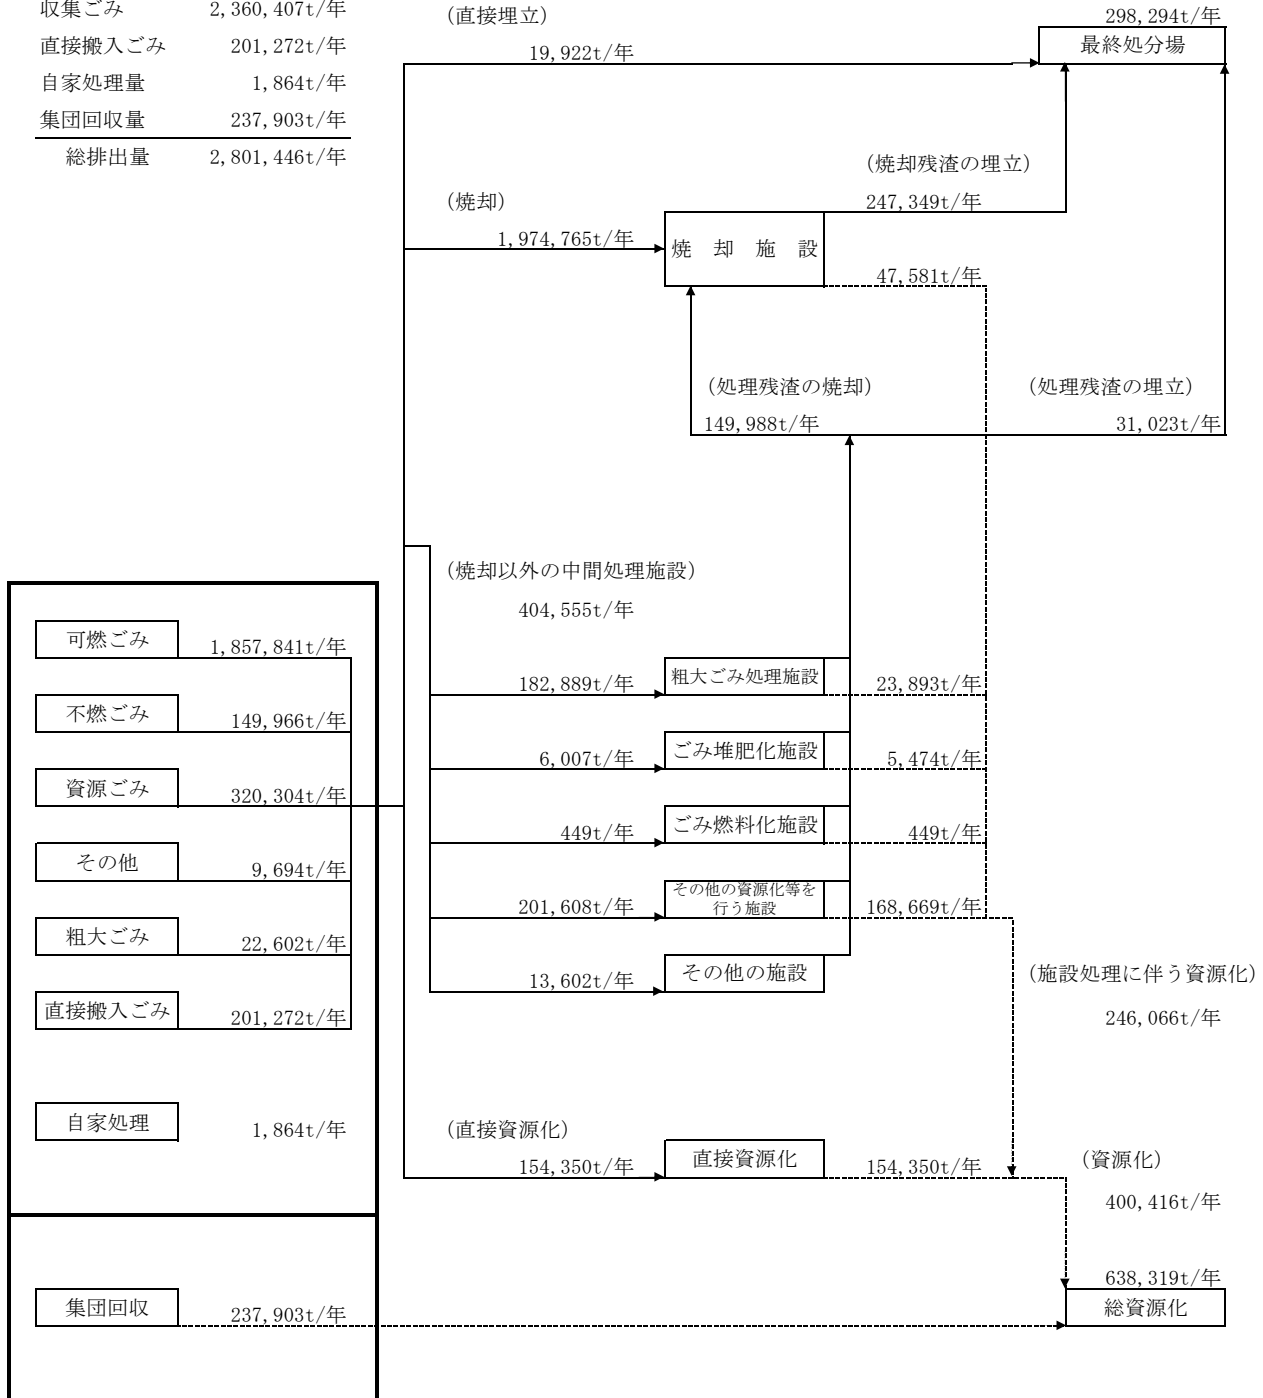 収集ごみ 2,360,407t/年
直接搬入ごみ 201,272t/年
自家処理量 1,864t/年
集団回収量 237,903t/年
総排出量 2,801,446t/年
(直接埋立)
19,922t/年
298,294t/年
最終処分場
(焼却残渣の埋立)
247,349t/年
(焼却)
1,974,765t/年
焼却施設
47,581t/年
(処理残渣の焼却)
149,988t/年
(処理残渣の埋立)
31,023t/年
(焼却以外の中間処理施設)
404,555t/年
可燃ごみ 1,857,841t/年
不燃ごみ 149,966t/年
資源ごみ 320,304t/年
その他 9,694t/年
粗大ごみ 22,602t/年
直接搬入ごみ 201,272t/年
自家処理 1,864t/年
182,889t/年 粗大ごみ処理施設 23,893t/年
6,007t/年 ごみ堆肥化施設 5,474t/年
449t/年 ごみ燃料化施設 449t/年
201,608t/年 その他の資源化等を
行う施設 168,669t/年
13,602t/年 その他の施設
(施設処理に伴う資源化)
246,066t/年
(直接資源化)
154,350t/年 直接資源化 154,350t/年
(資源化)
400,416t/年
638,319t/年
総資源化
集団回収 237,903t/年